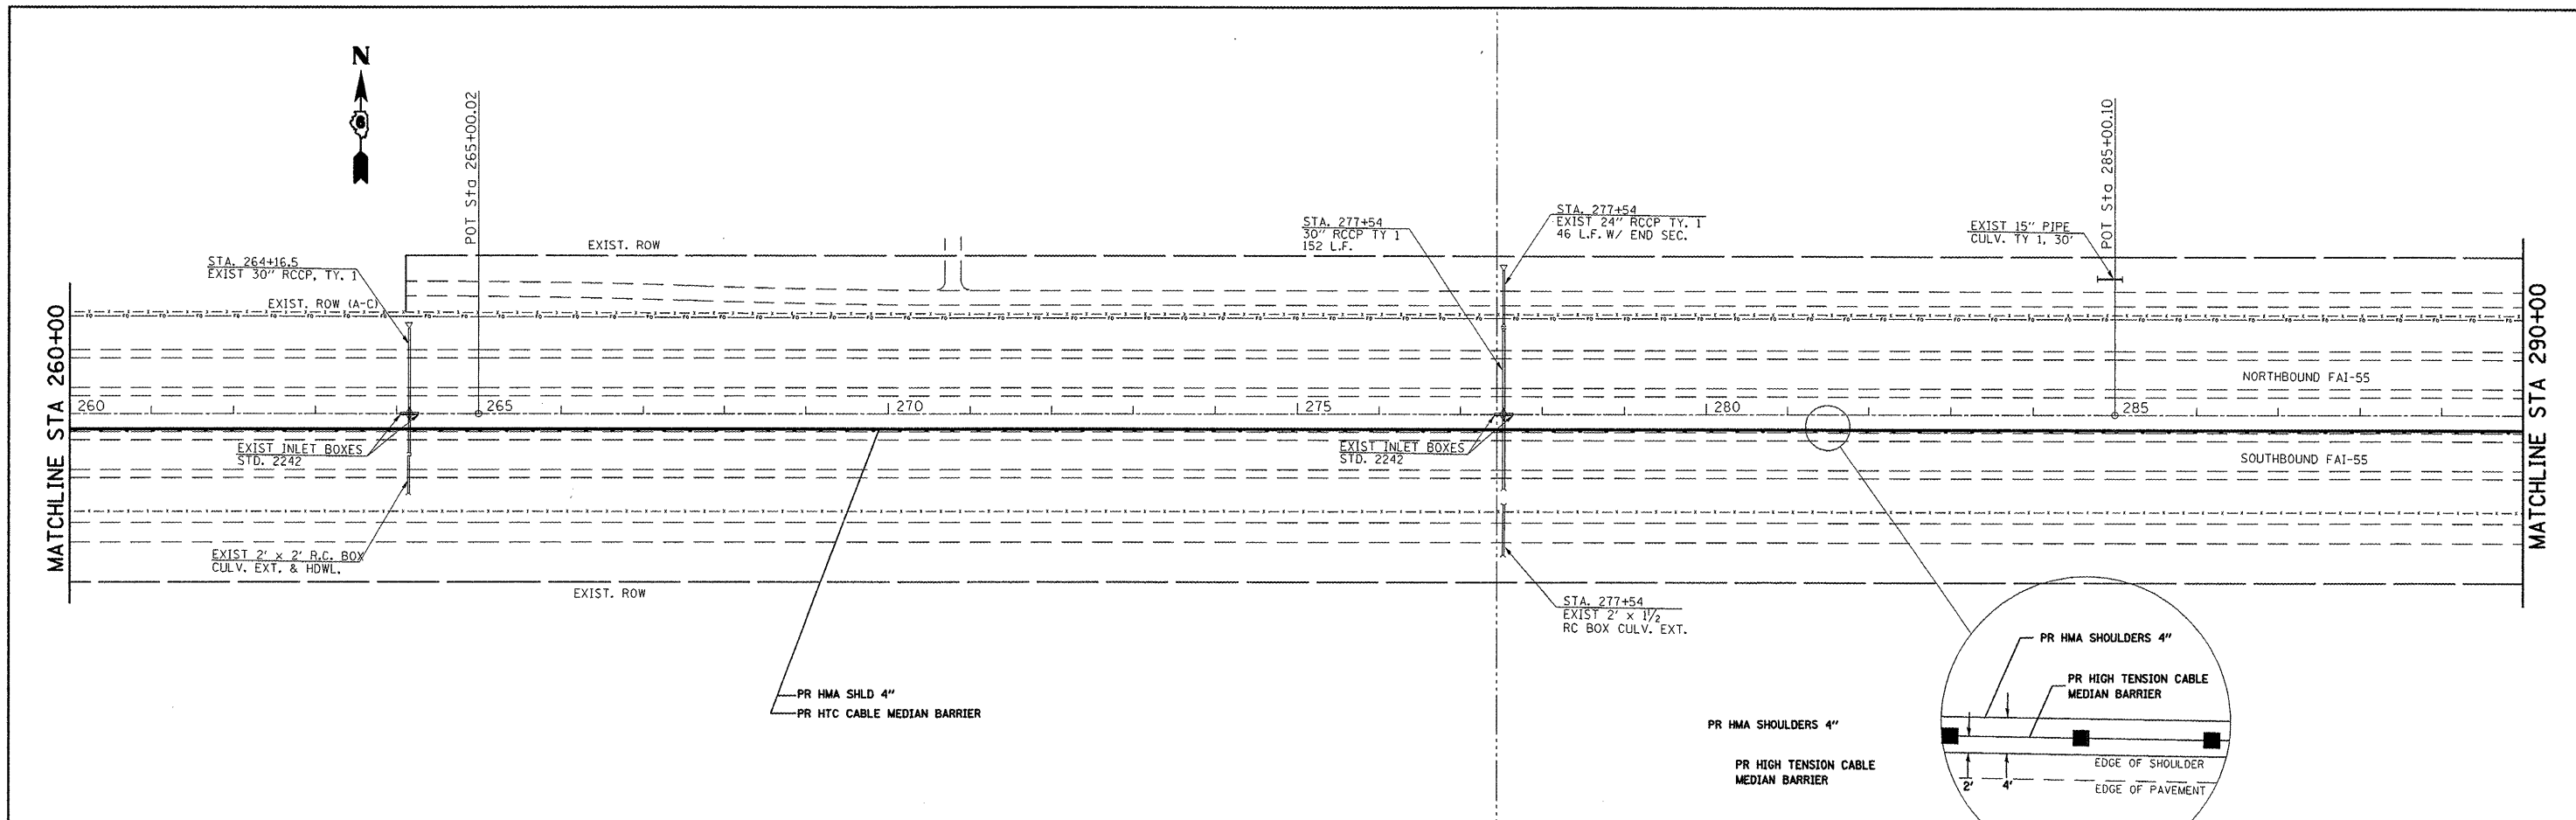 N
6
POT Sta 265+00.02
POT Sta 285+00.10
EXIST. ROW
STA. 264+16.5
EXIST 30" RCCP, TY. 1
EXIST. ROW (A-C)
STA. 277+54
30" RCCP TY 1
152 L.F.
STA. 277+54
EXIST 24" RCCP TY. 1
46 L.F. W/ END SEC.
EXIST 15" PIPE
CULV. TY 1, 30'
MATCHLINE STA 260+00
MATCHLINE STA 290+00
NORTHBOUND FAI-55
260
265
270
275
280
285
EXIST INLET BOXES
STD. 2242
EXIST INLET BOXES
STD. 2242
SOUTHBOUND FAI-55
EXIST 2' x 2' R.C. BOX
CULV. EXT. & HDWL.
EXIST. ROW
STA. 277+54
EXIST 2' x 1½
RC BOX CULV. EXT.
PR HMA SHLD 4"
PR HTC CABLE MEDIAN BARRIER
PR HMA SHOULDERS 4"
PR HIGH TENSION CABLE
MEDIAN BARRIER
PR HMA SHOULDERS 4"
PR HIGH TENSION CABLE
MEDIAN BARRIER
EDGE OF SHOULDER
2'
4'
EDGE OF PAVEMENT